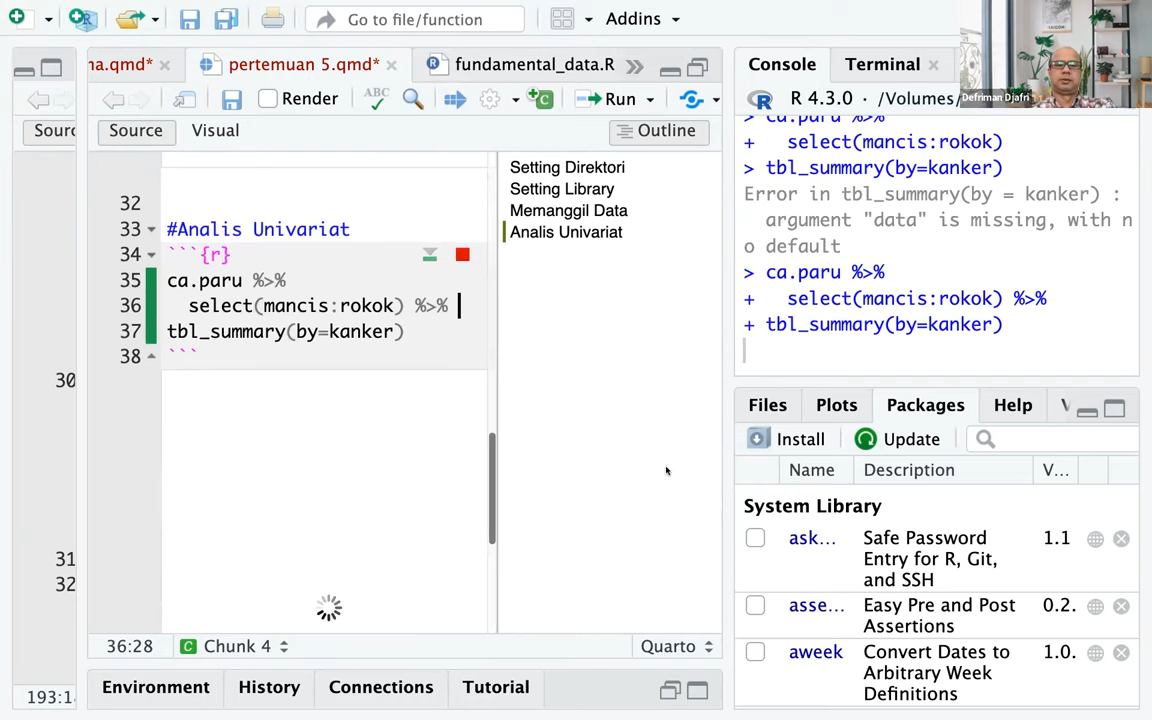 Go to file/function
Addins
na.qmd*
pertemuan 5.qmd*
fundamental_data.R
Render
ABC
Run
Sourc
Source
Visual
Outline
30
31
32
193:1
32
33
#Analis Univariat
34
```{r}
35
ca.paru %>%
36
select(mancis:rokok) %>%
37
tbl_summary(by=kanker)
38
```
Setting Direktori
Setting Library
Memanggil Data
Analis Univariat
36:28
Chunk 4
Quarto
Environment
History
Connections
Tutorial
Console
Terminal
Defriman Djafri
R 4.3.0 · /Volumes/
> ca.paru %>%
+ select(mancis:rokok)
> tbl_summary(by=kanker)
Error in tbl_summary(by = kanker) :
argument "data" is missing, with n
o default
> ca.paru %>%
+ select(mancis:rokok) %>%
+ tbl_summary(by=kanker)
Files
Plots
Packages
Help
V
Install
Update
Name
Description
V...
System Library
ask...
Safe Password
Entry for R, Git,
and SSH
1.1
asse...
Easy Pre and Post
Assertions
0.2.
aweek
Convert Dates to
Arbitrary Week
Definitions
1.0.